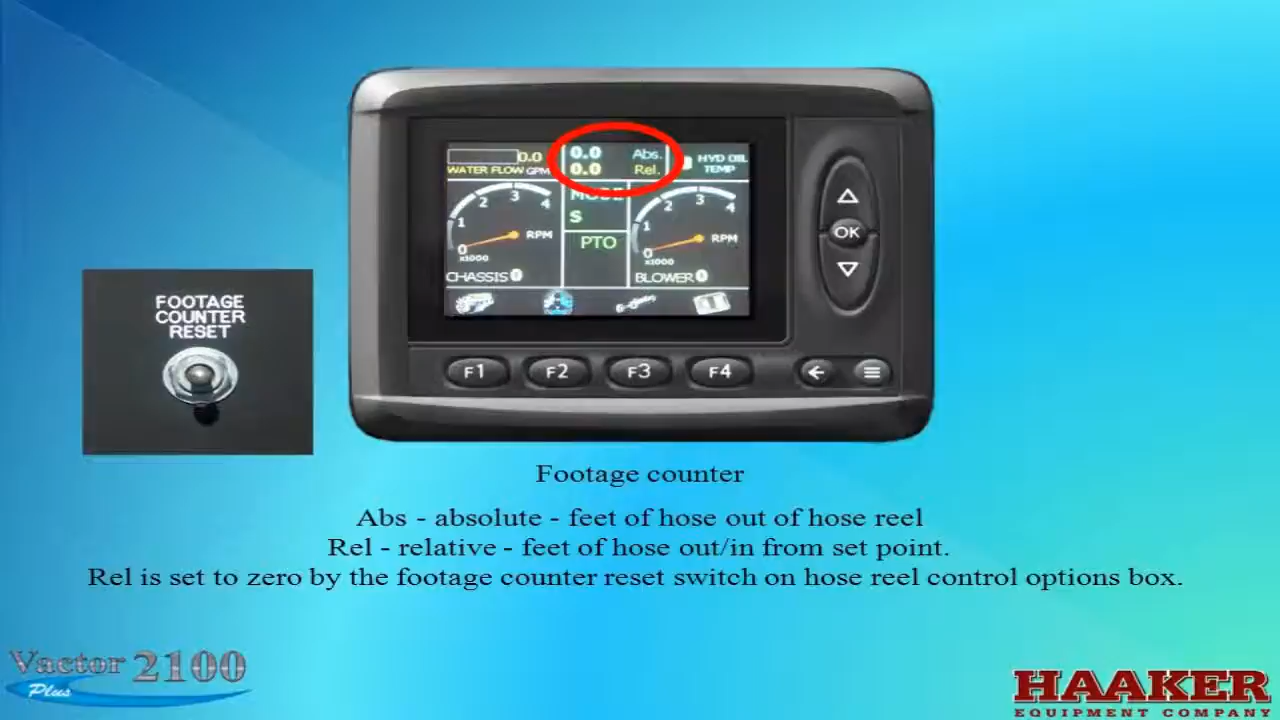 0.0
WATER FLOW GPM
0.0 Abs.
0.0 Rel.
HYD OIL
TEMP
MODE
S
PTO
0 1 2 3 4
RPM
x1000
CHASSIS 0
0 1 2 3 4
RPM
x1000
BLOWER 0
OK
F1 F2 F3 F4
FOOTAGE
COUNTER
RESET
Footage counter
Abs - absolute - feet of hose out of hose reel
Rel - relative - feet of hose out/in from set point.
Rel is set to zero by the footage counter reset switch on hose reel control options box.
Vactor 2100
Plus
HAAKER
EQUIPMENT COMPANY